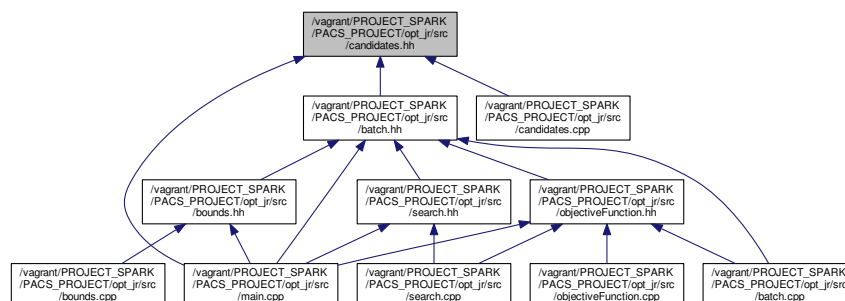 /vagrant/PROJECT_SPARK
/PACS_PROJECT/opt_jr/src
/candidates.hh
/vagrant/PROJECT_SPARK
/PACS_PROJECT/opt_jr/src
/batch.hh
/vagrant/PROJECT_SPARK
/PACS_PROJECT/opt_jr/src
/candidates.cpp
/vagrant/PROJECT_SPARK
/PACS_PROJECT/opt_jr/src
/bounds.hh
/vagrant/PROJECT_SPARK
/PACS_PROJECT/opt_jr/src
/search.hh
/vagrant/PROJECT_SPARK
/PACS_PROJECT/opt_jr/src
/objectiveFunction.hh
/vagrant/PROJECT_SPARK
/PACS_PROJECT/opt_jr/src
/bounds.cpp
/vagrant/PROJECT_SPARK
/PACS_PROJECT/opt_jr/src
/main.cpp
/vagrant/PROJECT_SPARK
/PACS_PROJECT/opt_jr/src
/search.cpp
/vagrant/PROJECT_SPARK
/PACS_PROJECT/opt_jr/src
/objectiveFunction.cpp
/vagrant/PROJECT_SPARK
/PACS_PROJECT/opt_jr/src
/batch.cpp